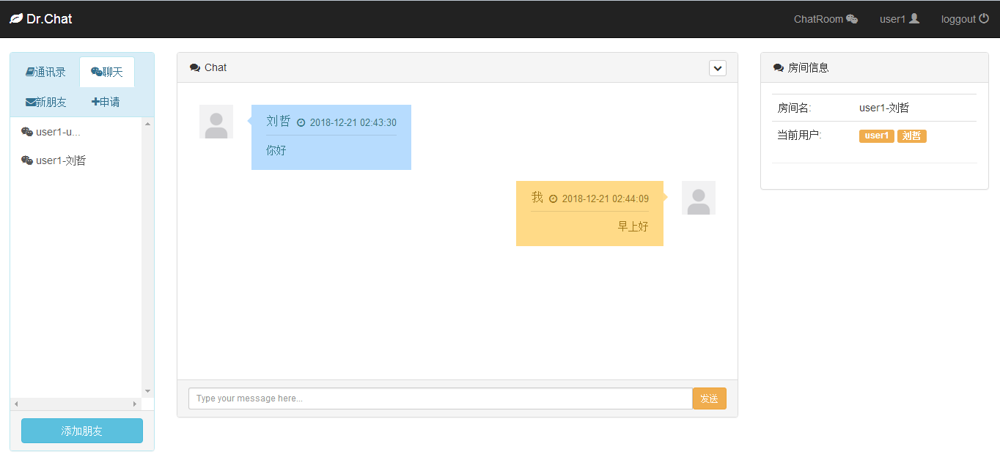 Dr.Chat
ChatRoom user1 loggout
通讯录 聊天
新朋友 申请
user1-u...
user1-刘哲
添加朋友
Chat
刘哲 2018-12-21 02:43:30
你好
我 2018-12-21 02:44:09
早上好
Type your message here...
发送
房间信息
房间名: user1-刘哲
当前用户: user1 刘哲